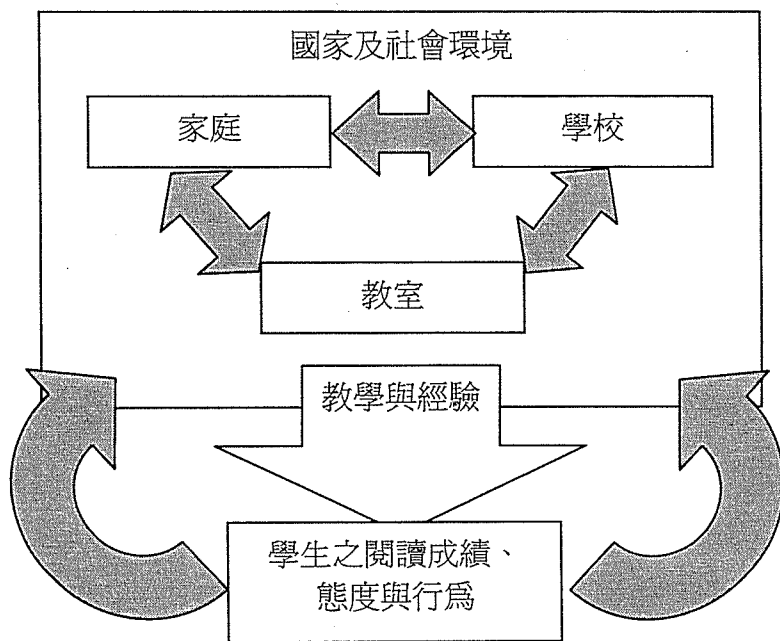 國家及社會環境
家庭
學校
教室
教學與經驗
學生之閱讀成績、
態度與行為